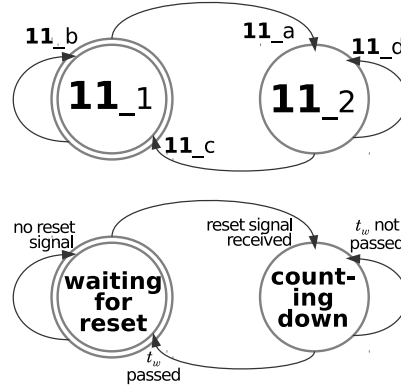 11_b
11_a
11_d
11_1
11_2
11_c
no reset
signal
reset signal
received
t_w not
passed
waiting
for
reset
count-
ing
down
t_w
passed